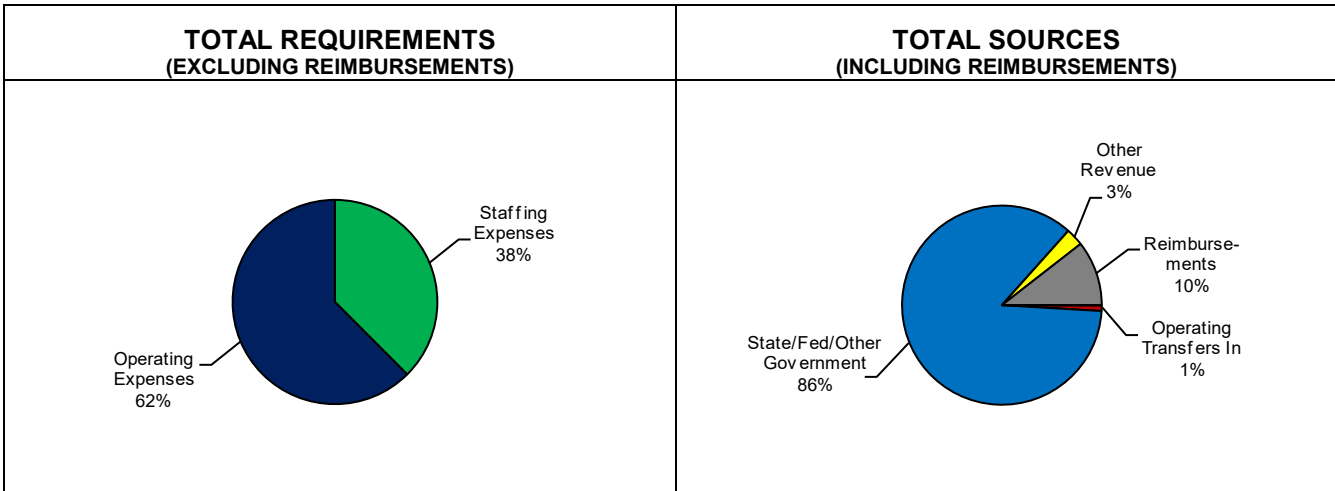 TOTAL REQUIREMENTS
(EXCLUDING REIMBURSEMENTS)
Staffing
Expenses
38%
Operating
Expenses
62%
TOTAL SOURCES
(INCLUDING REIMBURSEMENTS)
Other
Revenue
3%
Reimburse-
ments
10%
Operating
Transfers In
1%
State/Fed/Other
Government
86%